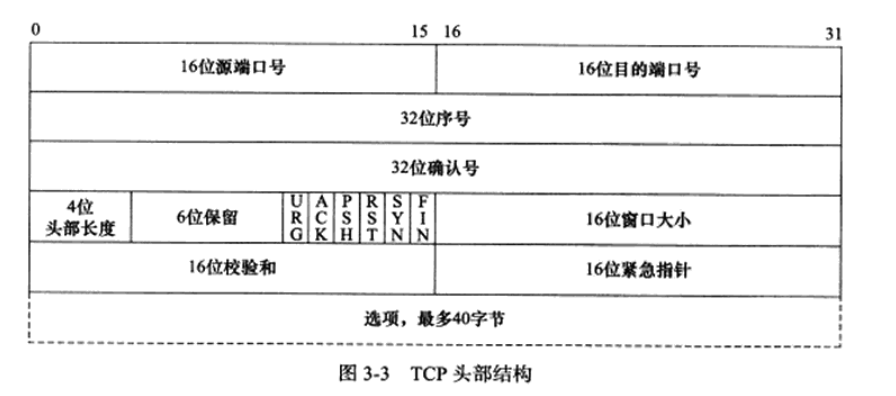 0 15 16 31
16位源端口号 16位目的端口号
32位序号
32位确认号
4位 头部长度 6位保留 URG ACK PSH RST SYN FIN 16位窗口大小
16位校验和 16位紧急指针
选项，最多40字节
图 3-3 TCP 头部结构